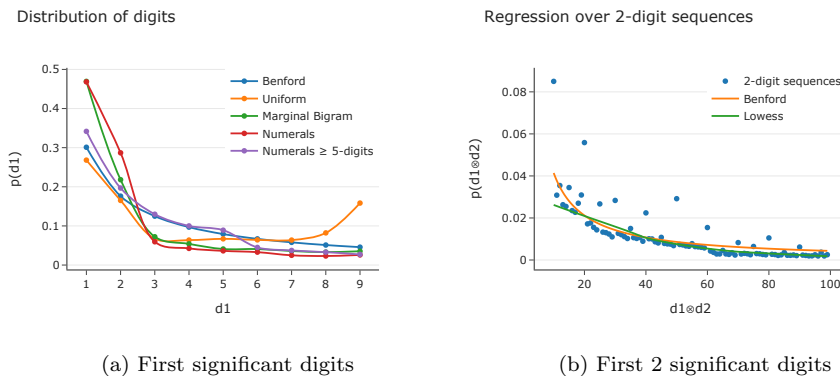 Distribution of digits
0.5
0.4
0.3
0.2
0.1
0
p(d1)
1 2 3 4 5 6 7 8 9
d1
Benford
Uniform
Marginal Bigram
Numerals
Numerals ≥ 5-digits
(a) First significant digits
Regression over 2-digit sequences
0.08
0.06
0.04
0.02
0
p(d1⊗d2)
20 40 60 80 100
d1⊗d2
2-digit sequences
Benford
Lowess
(b) First 2 significant digits